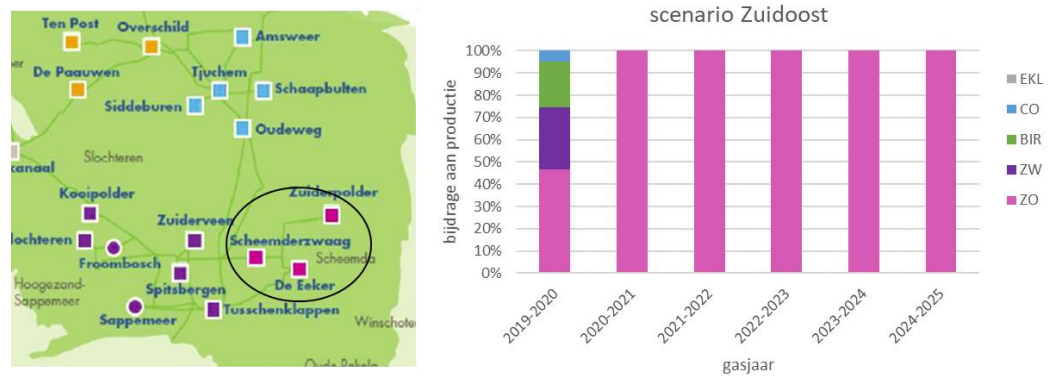 Ten Post
Overschild
Amsweer
De Paauwen
Tjuchem
Schaapbulten
Siddeburen
Oudeweg
Slochteren
Kooipolder
Zuiderpolder
Zuiderveen
Scheemderzwaag
Froombosch
Scheemda
Hoogezand-
Sappemeer
Spitsbergen
De Eeker
Sappemeer
Tusschenklappen
scenario Zuidoost
bijdrage aan productie
100%
90%
80%
70%
60%
50%
40%
30%
20%
10%
0%
2019-2020
2020-2021
2021-2022
2022-2023
2023-2024
2024-2025
gasjaar
EKL
CO
BIR
ZW
ZO